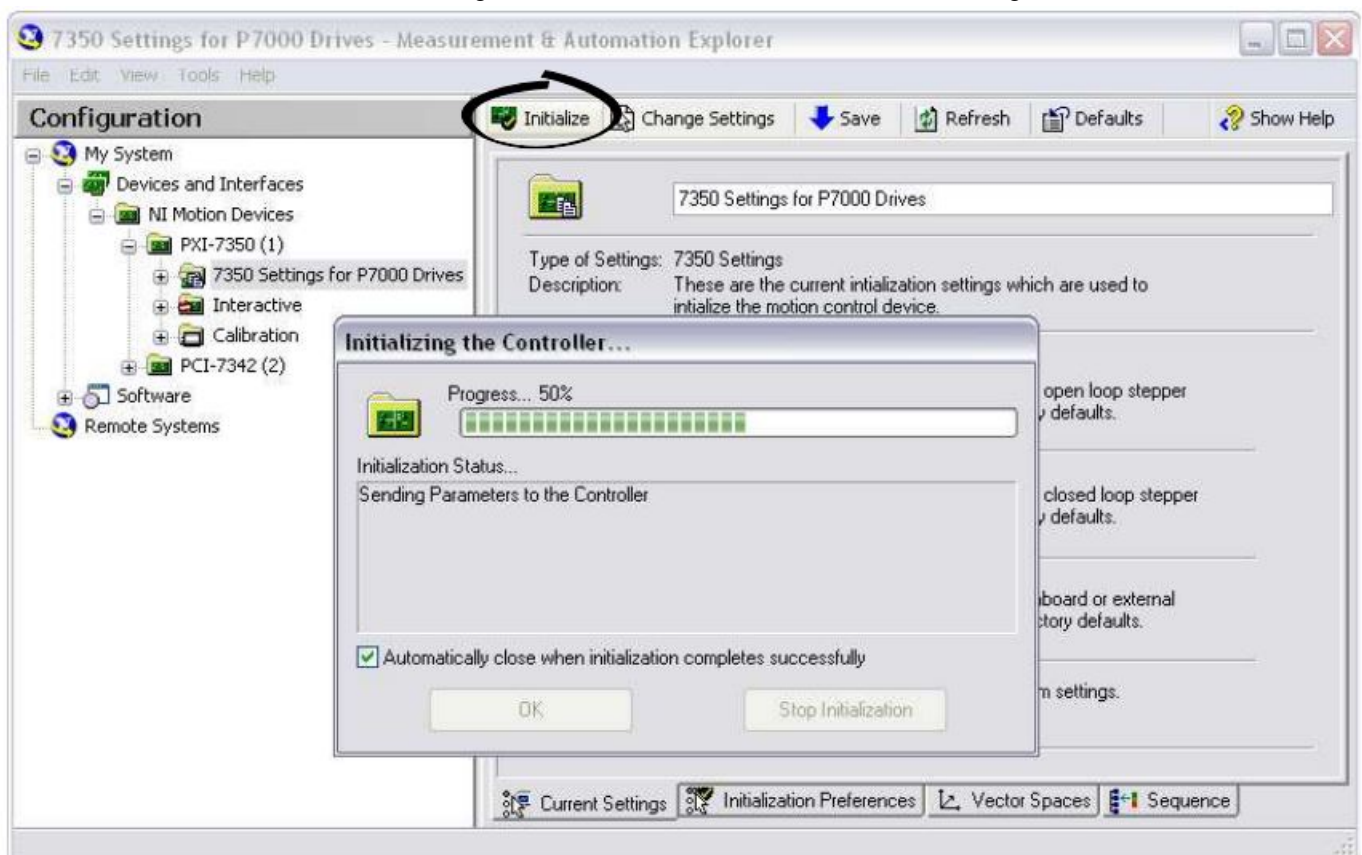 7350 Settings for P7000 Drives - Measurement & Automation Explorer
File Edit View Tools Help
Configuration
Initialize Change Settings Save Refresh Defaults Show Help
My System
Devices and Interfaces
NI Motion Devices
PXI-7350 (1)
7350 Settings for P7000 Drives
Interactive
Calibration
PCI-7342 (2)
Software
Remote Systems
7350 Settings for P7000 Drives
Type of Settings: 7350 Settings
Description: These are the current intialization settings which are used to
intialize the motion control device.
Initializing the Controller...
Progress... 50%
Initialization Status...
Sending Parameters to the Controller
Automatically close when initialization completes successfully
OK Stop Initialization
open loop stepper
defaults.
closed loop stepper
defaults.
board or external
ctory defaults.
settings.
Current Settings Initialization Preferences Vector Spaces Sequence